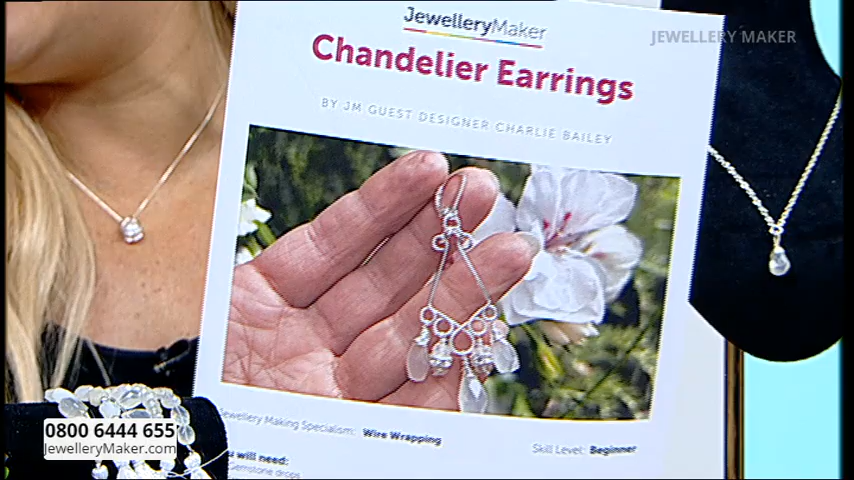 JewelleryMaker
JEWELLERY MAKER
Chandelier Earrings
BY JM GUEST DESIGNER CHARLIE BAILEY
Jewellery Making Specialism: Wire Wrapping
Skill Level: Beginner
u will need:
Gemstone drops
0800 6444 655
JewelleryMaker.com